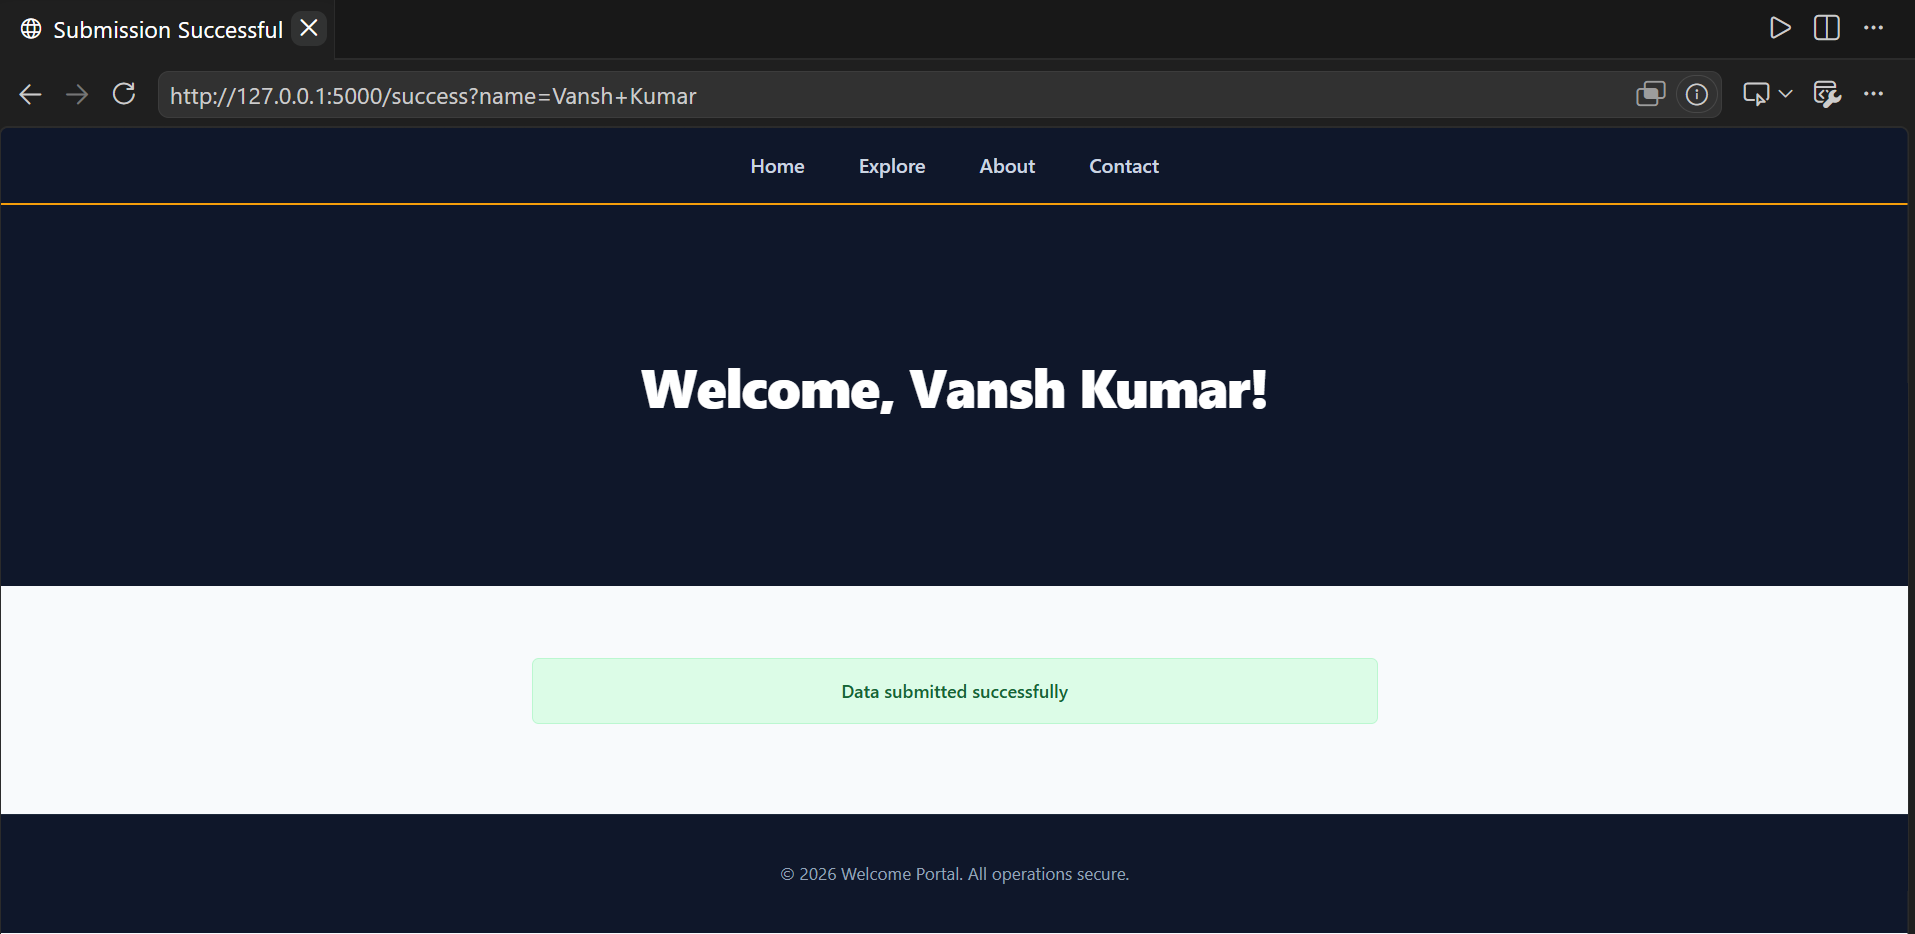 Submission Successful
http://127.0.0.1:5000/success?name=Vansh+Kumar
Home Explore About Contact
Welcome, Vansh Kumar!
Data submitted successfully
© 2026 Welcome Portal. All operations secure.